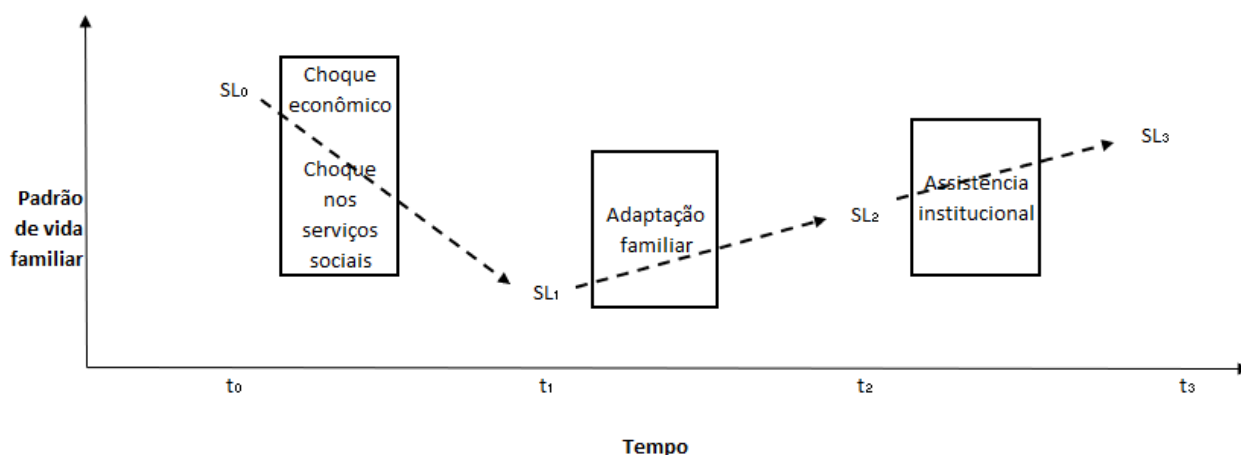 SL₀
Choque
econômico
Choque
nos
serviços
sociais
SL₁
Adaptação
familiar
SL₂
Assistência
institucional
SL₃
Padrão
de vida
familiar
t₀
t₁
t₂
t₃
Tempo